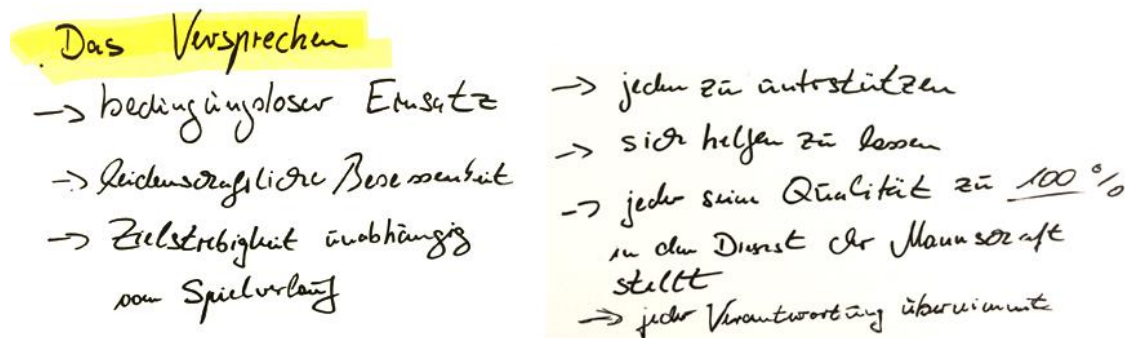 Das Versprechen
→ bedingungsloser Einsatz
→ leidenschaftliche Besessenheit
→ Zielstrebigkeit unabhängig
vom Spielverlauf
→ jeden zu unterstützen
→ sich helfen zu lassen
→ jeder seine Qualität zu 100%
in den Dienst der Mannschaft
stellt
→ jeder Verantwortung übernimmt